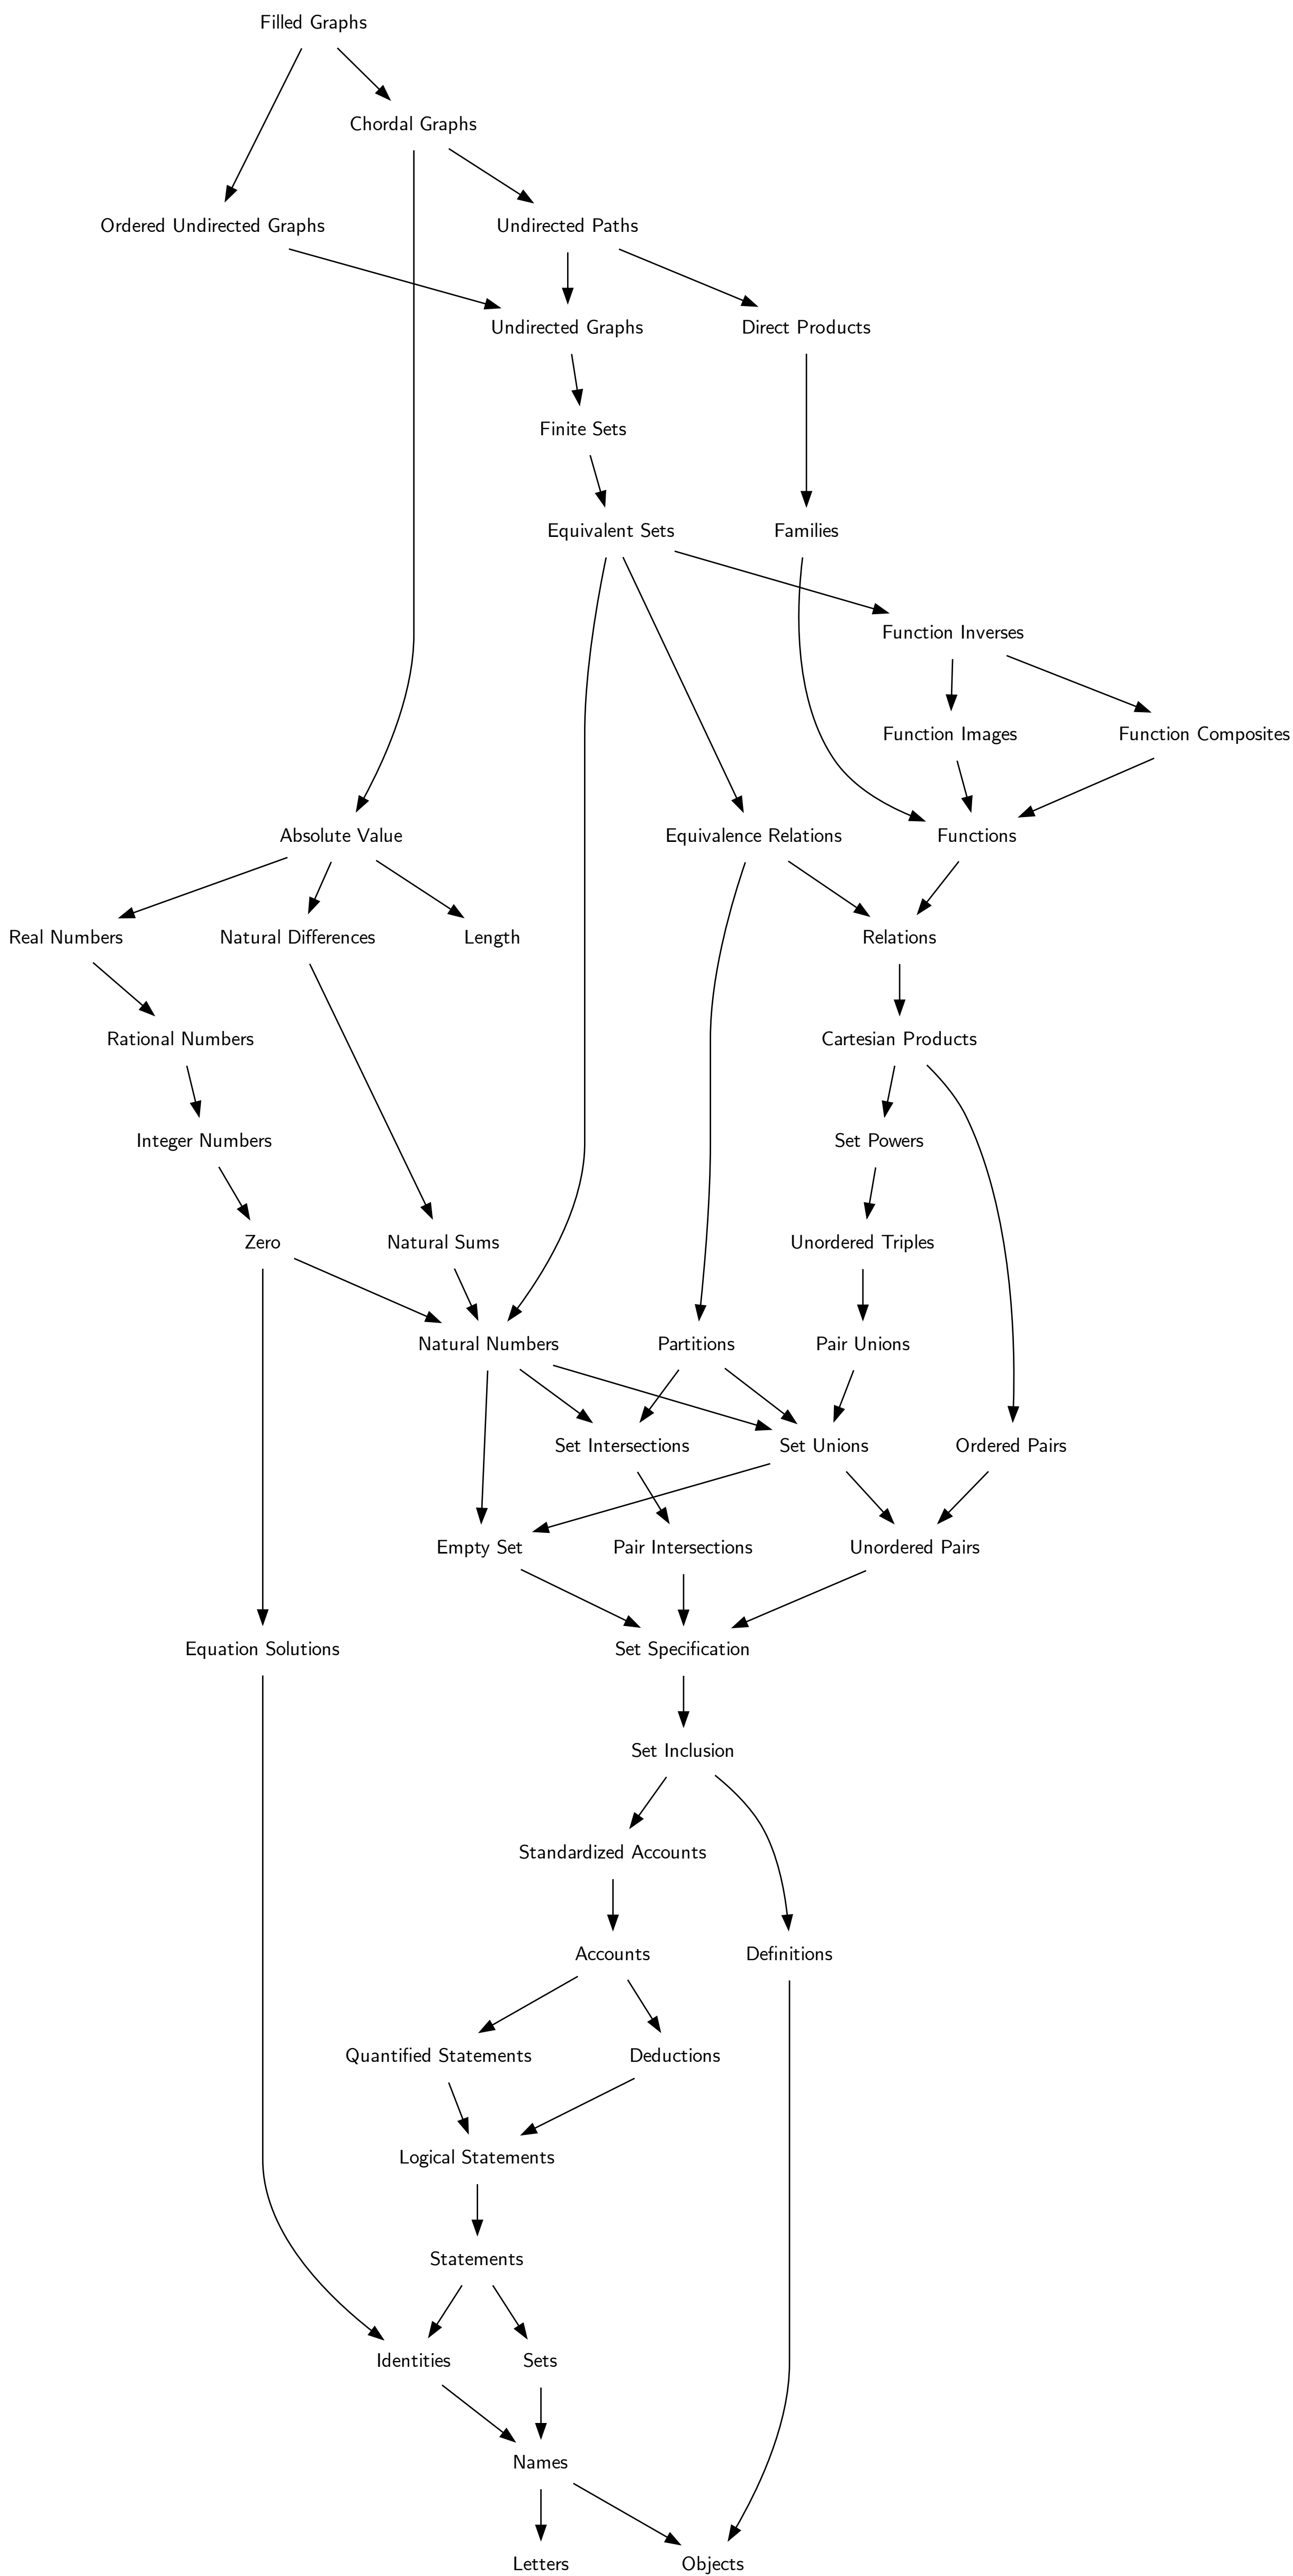 Filled Graphs
Chordal Graphs
Ordered Undirected Graphs
Undirected Paths
Undirected Graphs
Direct Products
Finite Sets
Equivalent Sets
Families
Function Inverses
Function Images
Function Composites
Absolute Value
Equivalence Relations
Functions
Real Numbers
Natural Differences
Length
Relations
Rational Numbers
Cartesian Products
Integer Numbers
Set Powers
Zero
Natural Sums
Unordered Triples
Natural Numbers
Partitions
Pair Unions
Set Intersections
Set Unions
Ordered Pairs
Empty Set
Pair Intersections
Unordered Pairs
Equation Solutions
Set Specification
Set Inclusion
Standardized Accounts
Accounts
Definitions
Quantified Statements
Deductions
Logical Statements
Statements
Identities
Sets
Names
Letters
Objects